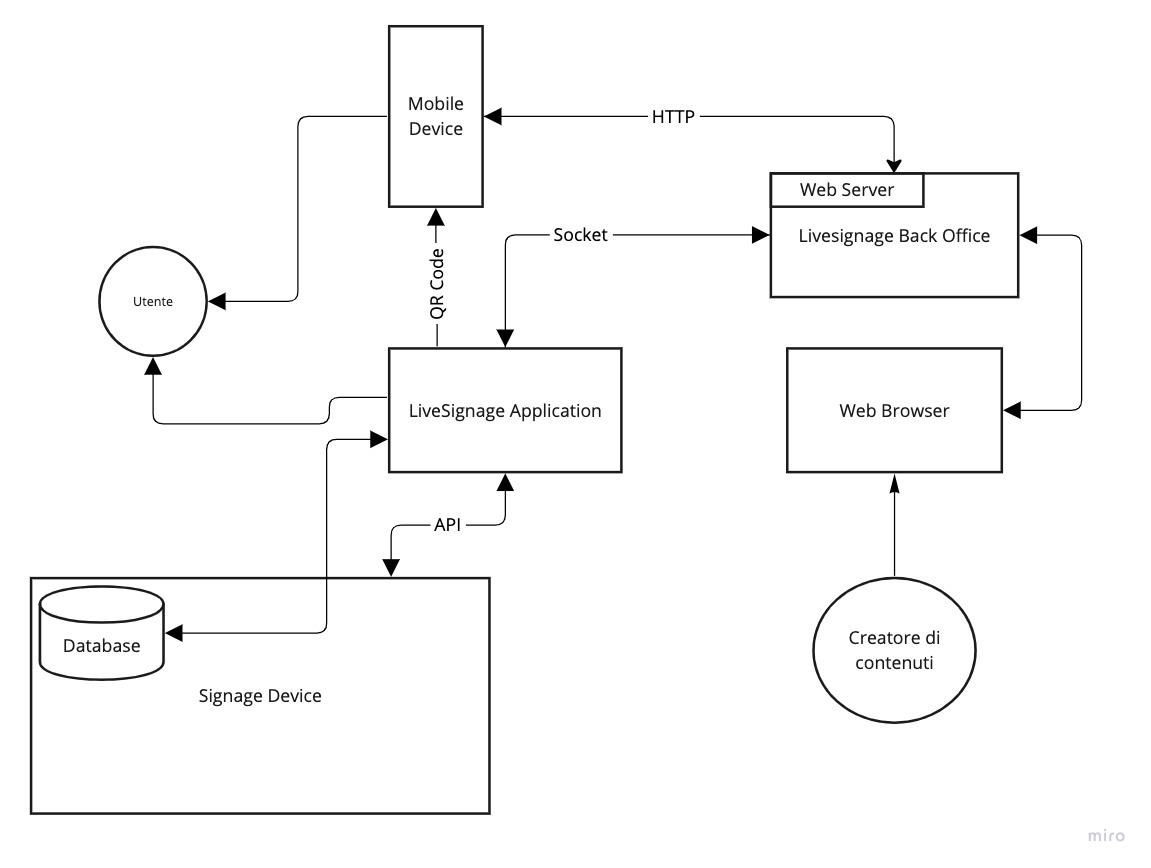 Mobile
Device
HTTP
Web Server
Livesignage Back Office
Socket
QR Code
Utente
LiveSignage Application
Web Browser
API
Database
Signage Device
Creatore di
contenuti
miro